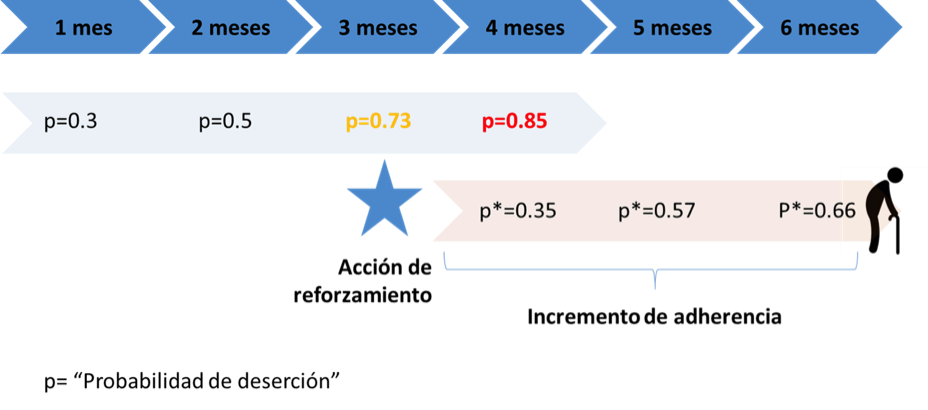 1 mes 2 meses 3 meses 4 meses 5 meses 6 meses
p=0.3 p=0.5 p=0.73 p=0.85
p*=0.35 p*=0.57 P*=0.66
Acción de
reforzamiento
Incremento de adherencia
p= “Probabilidad de deserción”